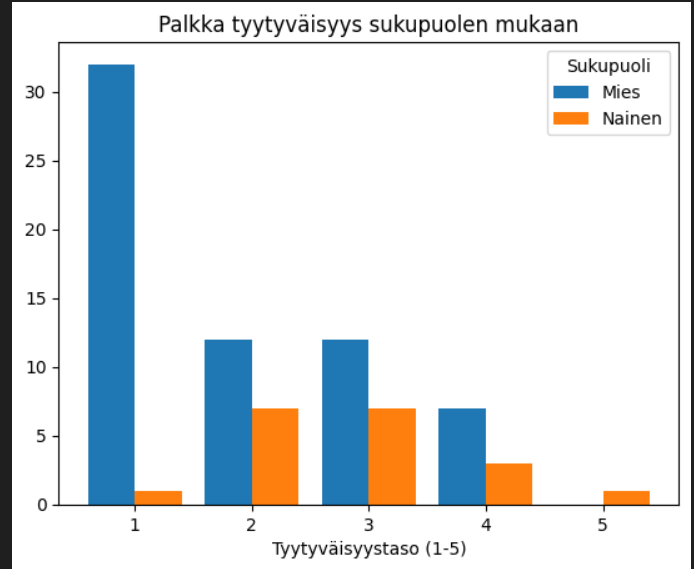 Palkka tyytyväisyys sukupuolen mukaan
Sukupuoli
Mies
Nainen
30
25
20
15
10
5
0
1 2 3 4 5
Tyytyväisyystaso (1-5)